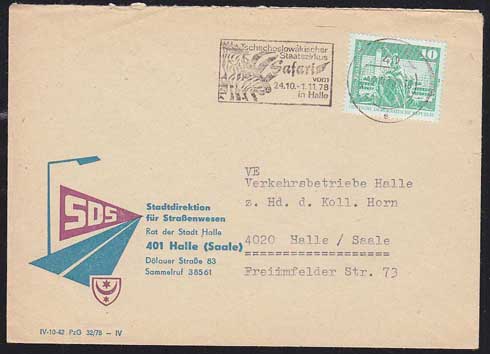 Tschechoslowakischer
Staatszirkus
Safari
vom
24.10.-1.11.78
in Halle
10
SDS
Stadtdirektion
für Straßenwesen
Rat der Stadt Halle
401 Halle (Saale)
Dölauer Straße 83
Sammelruf 38561
VE
Verkehrsbetriebe Halle
z. Hd. d. Koll. Horn
4020 Halle / Saale
Freiimfelder Str. 73
IV-10-42 PzG 32/78 — IV